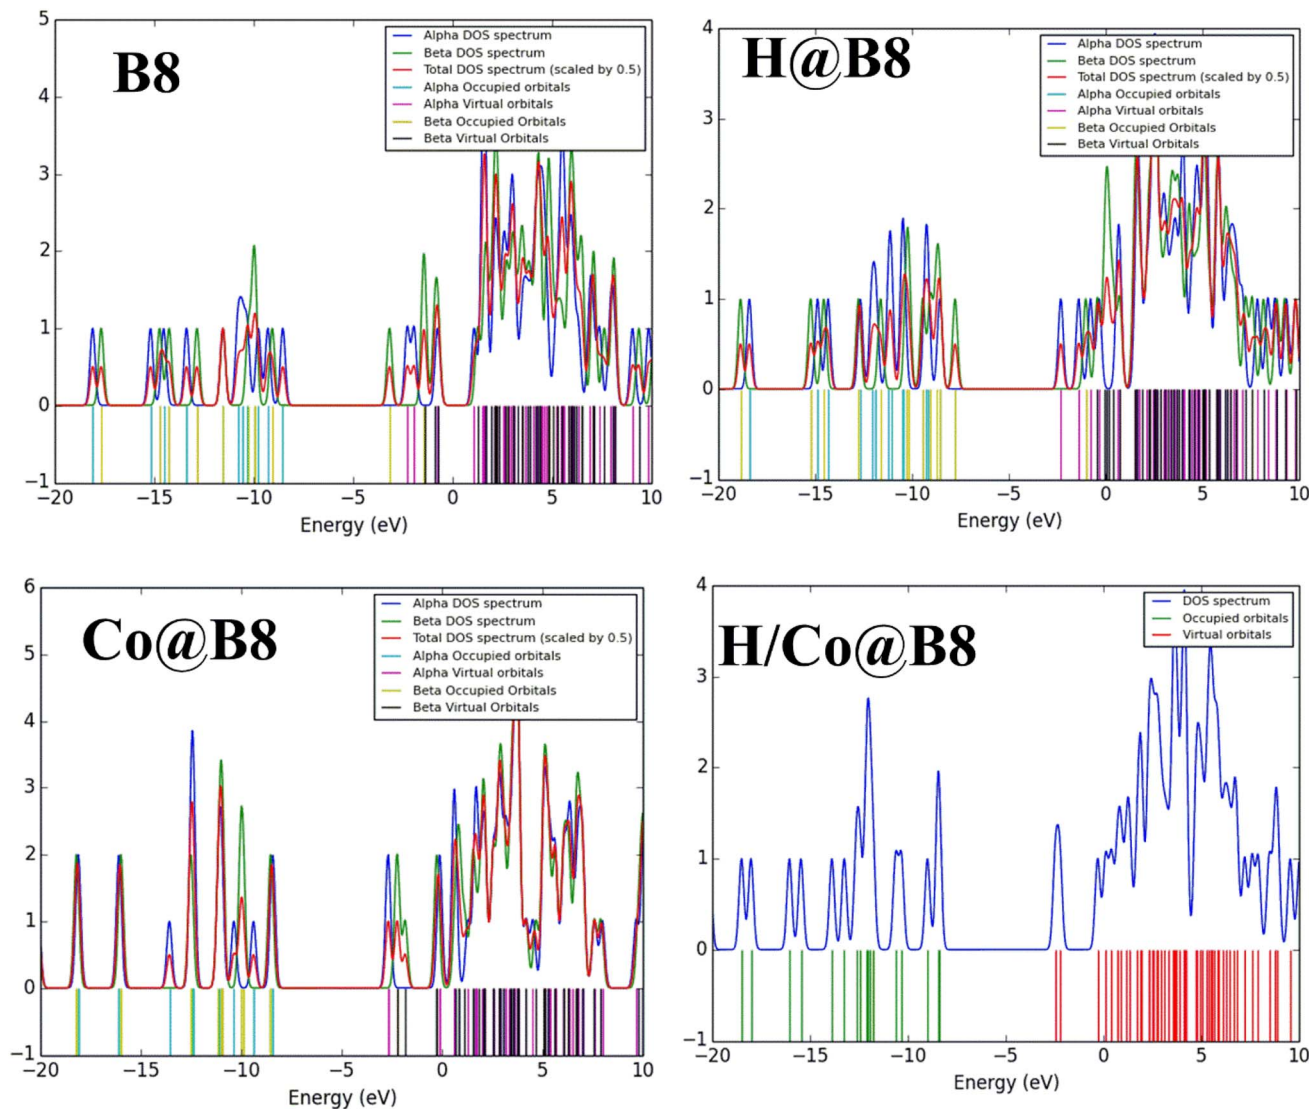 B8
Alpha DOS spectrum
Beta DOS spectrum
Total DOS spectrum (scaled by 0.5)
Alpha Occupied orbitals
Alpha Virtual orbitals
Beta Occupied Orbitals
Beta Virtual Orbitals
5
4
3
2
1
0
−1
−20 −15 −10 −5 0 5 10
Energy (eV)
H@B8
Alpha DOS spectrum
Beta DOS spectrum
Total DOS spectrum (scaled by 0.5)
Alpha Occupied orbitals
Alpha Virtual orbitals
Beta Occupied Orbitals
Beta Virtual Orbitals
4
3
2
1
0
−1
−20 −15 −10 −5 0 5 10
Energy (eV)
Co@B8
Alpha DOS spectrum
Beta DOS spectrum
Total DOS spectrum (scaled by 0.5)
Alpha Occupied orbitals
Alpha Virtual orbitals
Beta Occupied Orbitals
Beta Virtual Orbitals
6
5
4
3
2
1
0
−1
−20 −15 −10 −5 0 5 10
Energy (eV)
H/Co@B8
DOS spectrum
Occupied orbitals
Virtual orbitals
4
3
2
1
0
−1
−20 −15 −10 −5 0 5 10
Energy (eV)